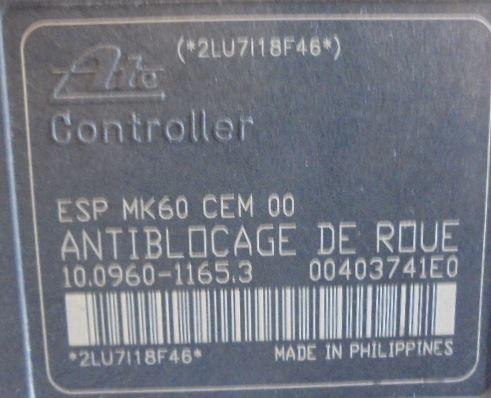 (*2LU7I18F46*)
Ate
Controller
ESP MK60 CEM 00
ANTIBLOCAGE DE ROUE
10.0960-1165.3 00403741E0
*2LU7I18F46* MADE IN PHILIPPINES